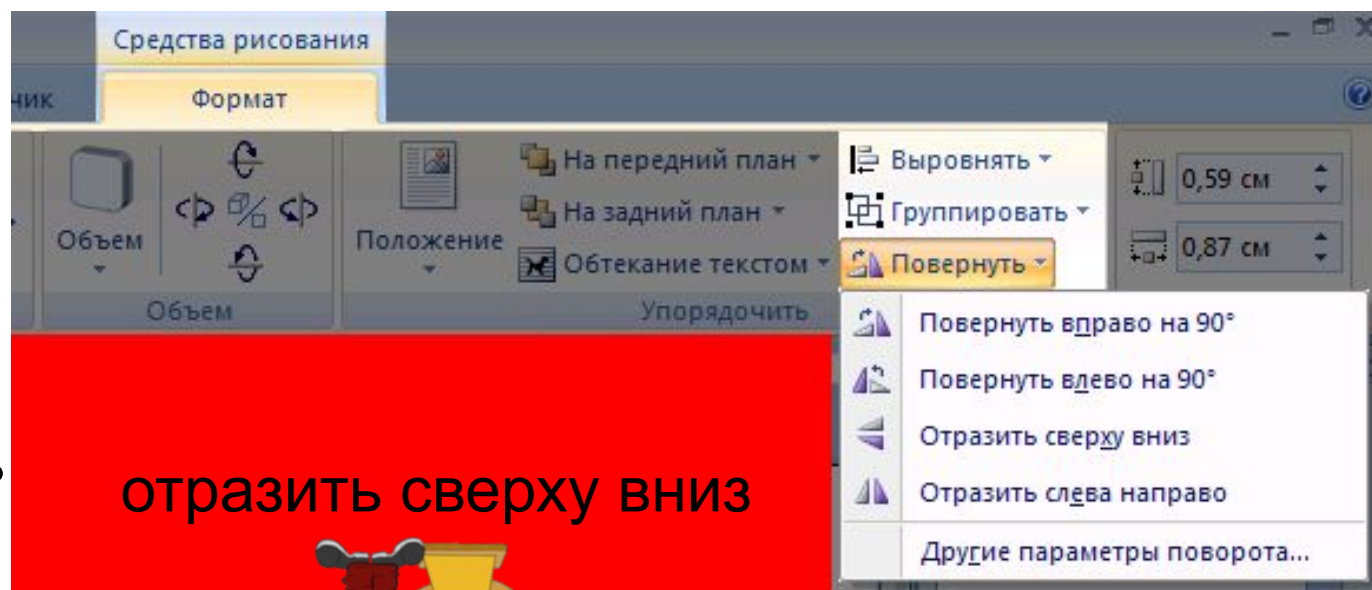 Средства рисования
Формат
чик
На передний план
Выровнять
0,59 см
На задний план
Группировать
Объем
Положение
Обтекание текстом
Повернуть
0,87 см
Объем
Упорядочить
Повернуть вправо на 90°
Повернуть влево на 90°
Отразить сверху вниз
Отразить слева направо
Другие параметры поворота...
отразить сверху вниз